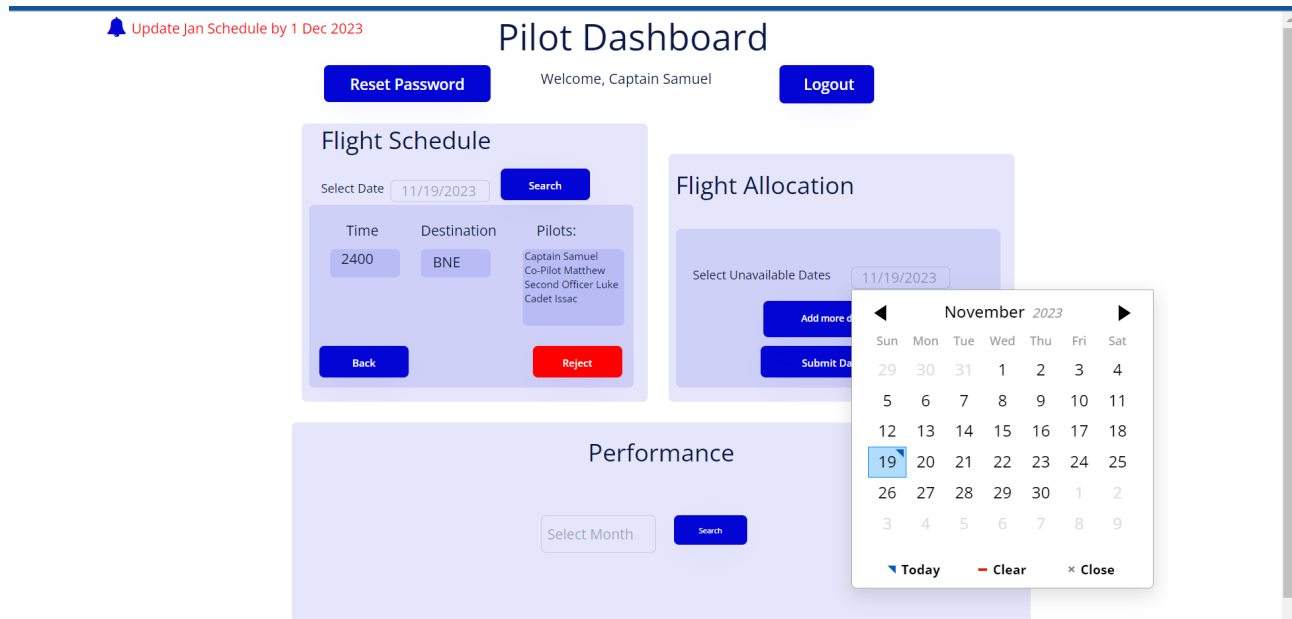 Update Jan Schedule by 1 Dec 2023
Pilot Dashboard
Reset Password
Welcome, Captain Samuel
Logout
Flight Schedule
Select Date 11/19/2023 Search
Time Destination Pilots:
2400 BNE
Captain Samuel
Co-Pilot Matthew
Second Officer Luke
Cadet Issac
Back Reject
Flight Allocation
Select Unavailable Dates 11/19/2023
Add more d
Submit Da
November 2023
Sun Mon Tue Wed Thu Fri Sat
29 30 31 1 2 3 4
5 6 7 8 9 10 11
12 13 14 15 16 17 18
19 20 21 22 23 24 25
26 27 28 29 30 1 2
3 4 5 6 7 8 9
Today Clear × Close
Performance
Select Month Search